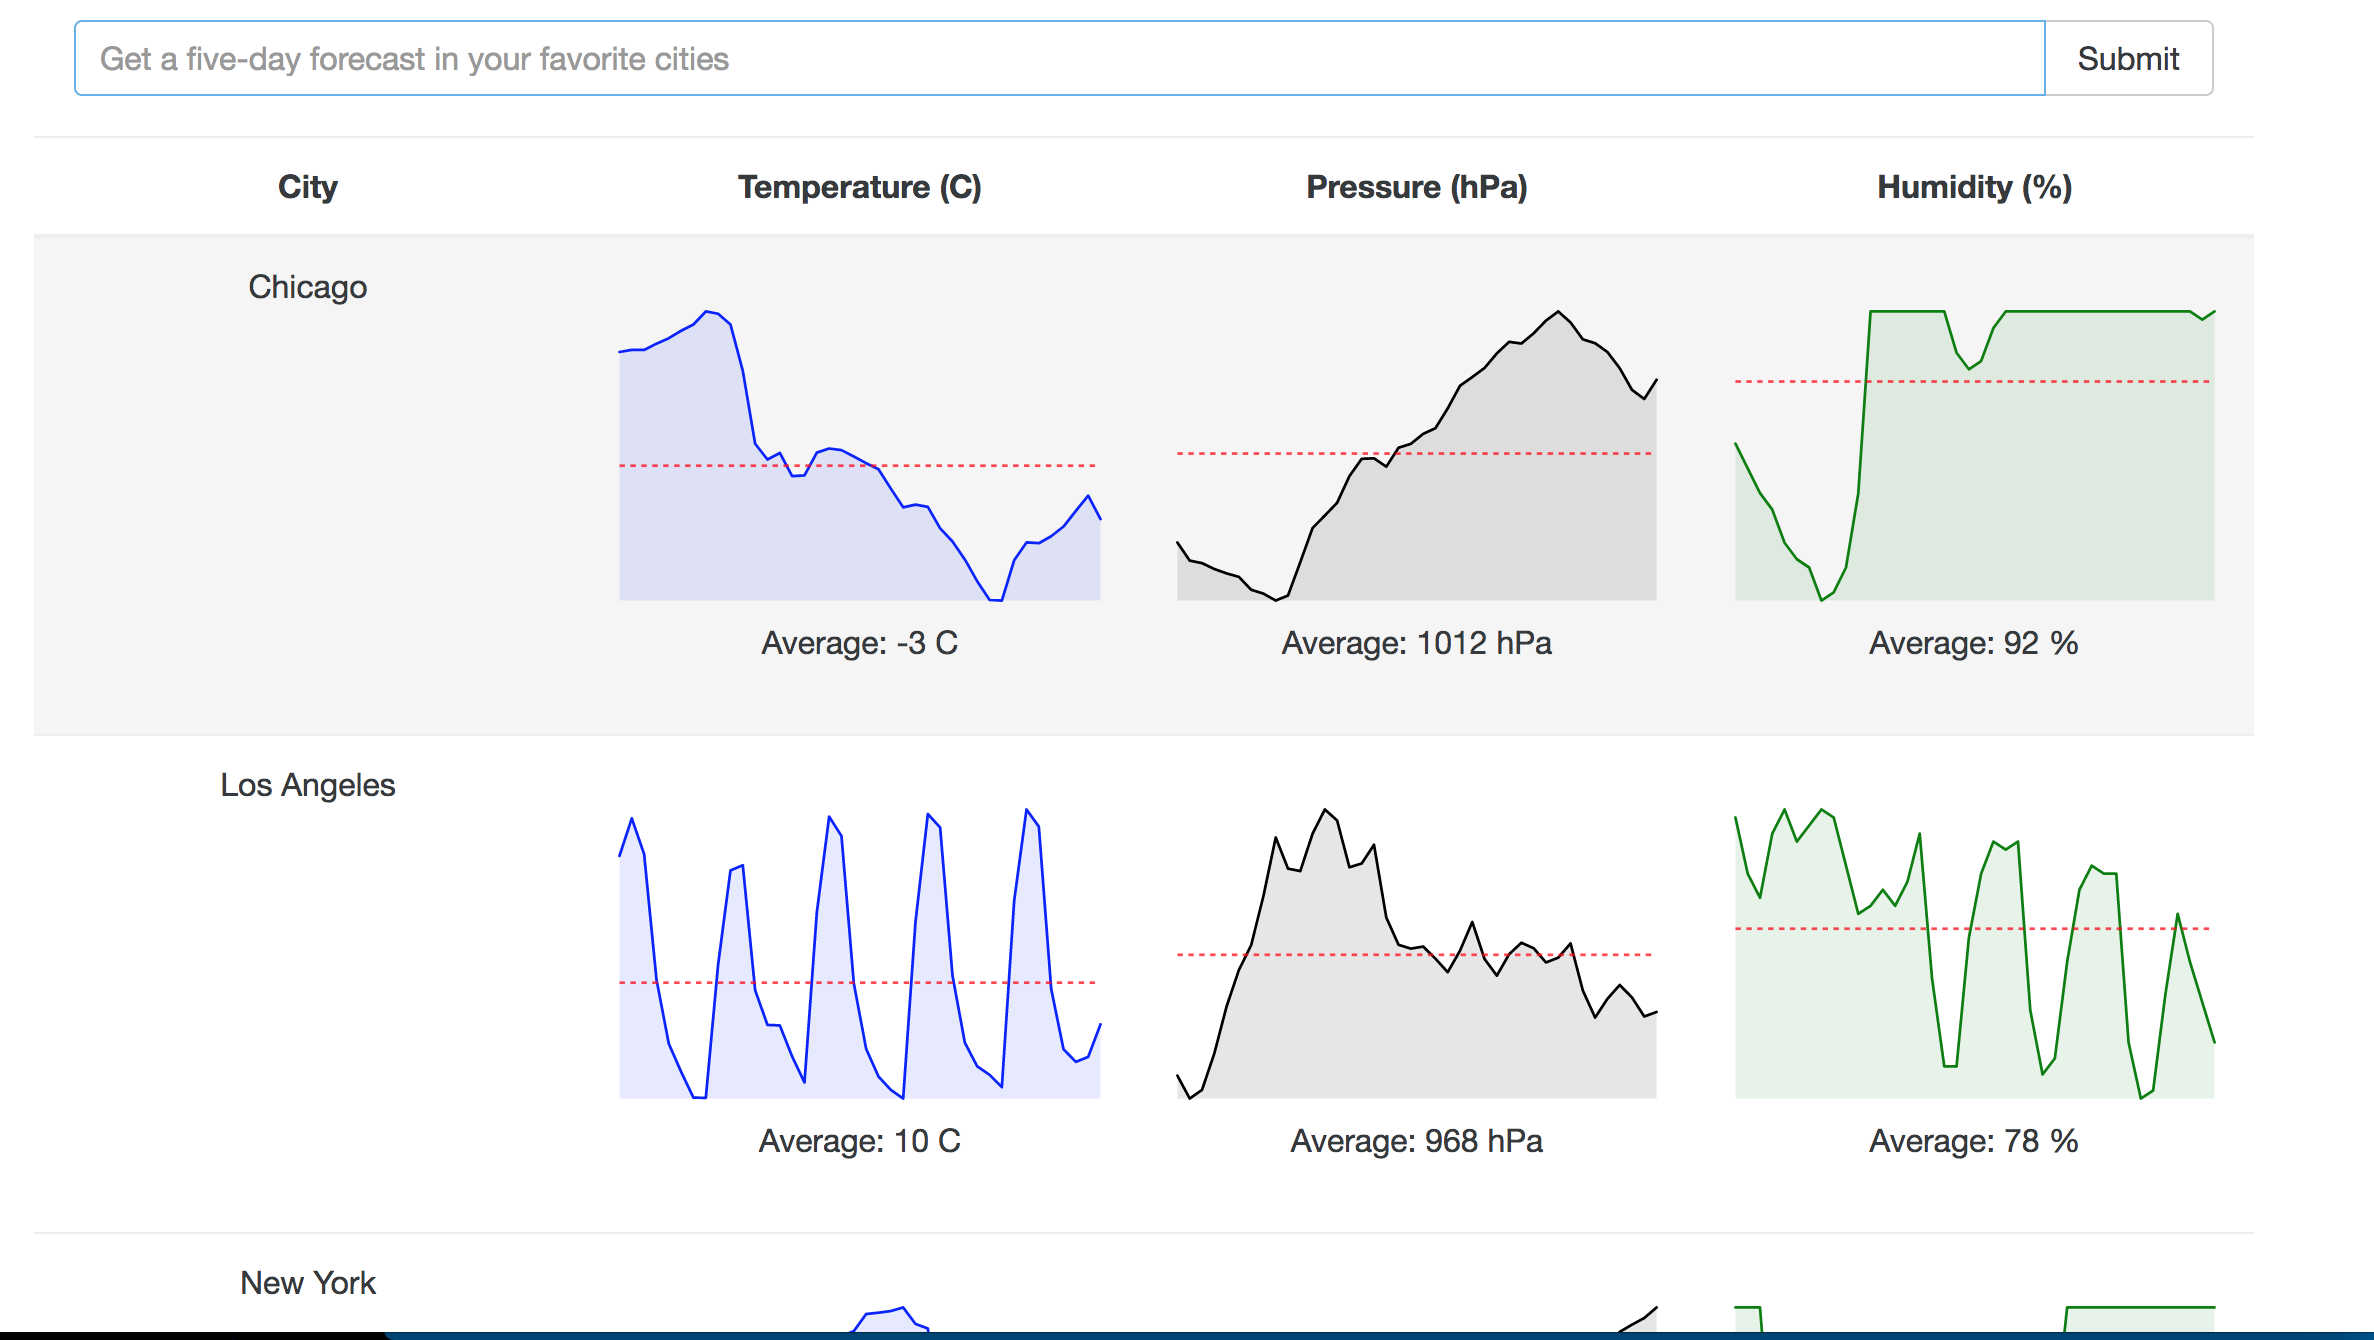 Get a five-day forecast in your favorite cities Submit
City Temperature (C) Pressure (hPa) Humidity (%)
Chicago
Average: -3 C Average: 1012 hPa Average: 92 %
Los Angeles
Average: 10 C Average: 968 hPa Average: 78 %
New York